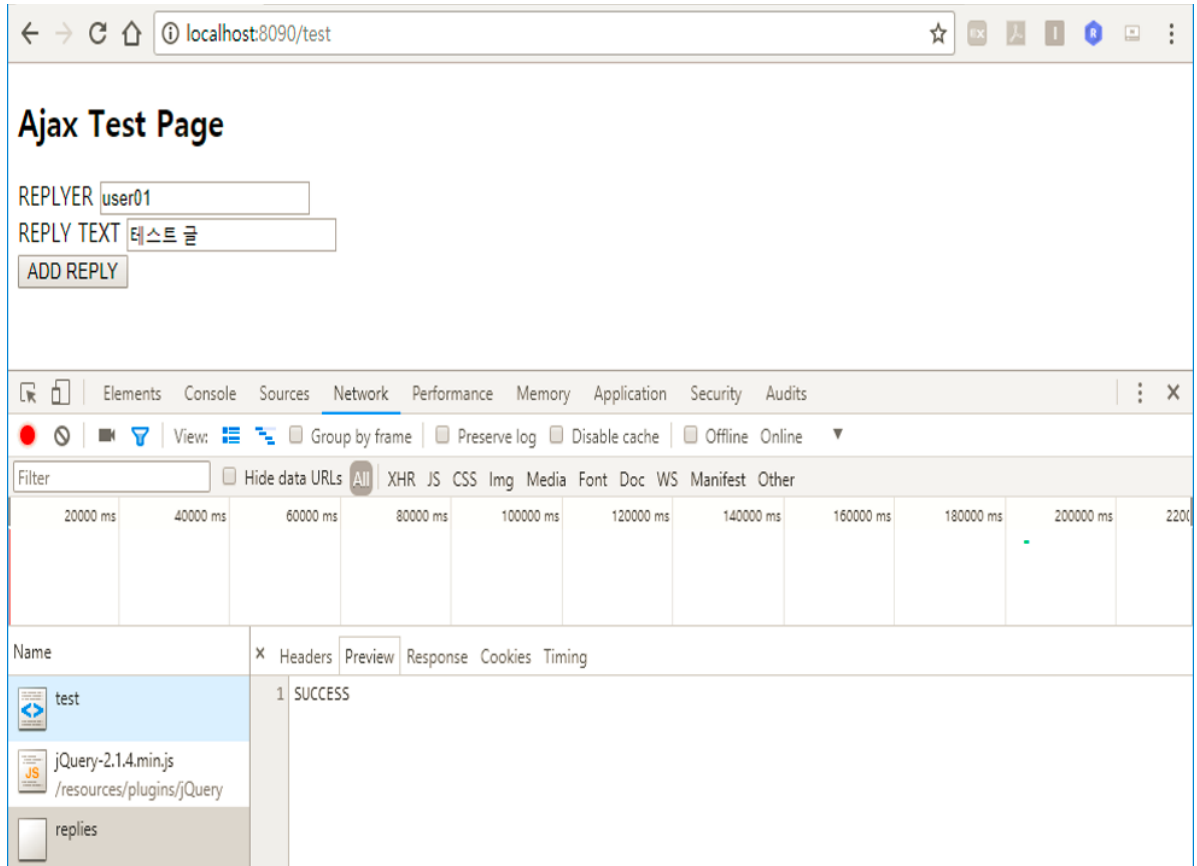 localhost:8090/test
Ajax Test Page
REPLYER user01
REPLY TEXT 테스트 글
ADD REPLY
Elements Console Sources Network Performance Memory Application Security Audits
View: Group by frame Preserve log Disable cache Offline Online
Filter Hide data URLs All XHR JS CSS Img Media Font Doc WS Manifest Other
20000 ms 40000 ms 60000 ms 80000 ms 100000 ms 120000 ms 140000 ms 160000 ms 180000 ms 200000 ms
Name × Headers Preview Response Cookies Timing
test 1 SUCCESS
JS jQuery-2.1.4.min.js
/resources/plugins/jQuery
replies